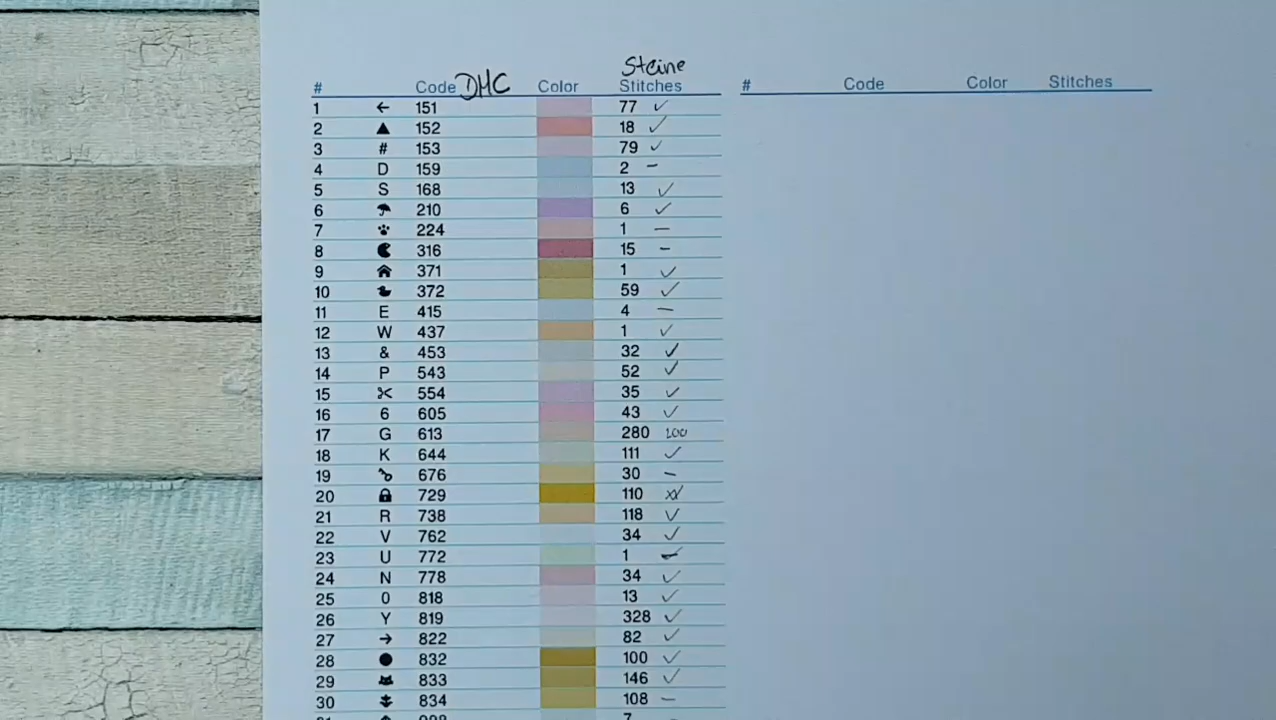 Steine
# Code DMC Color Stitches # Code Color Stitches
1 ← 151 77 ✓
2 ▲ 152 18 ✓
3 # 153 79 ✓
4 D 159 2 –
5 S 168 13 ✓
6 ☂ 210 6 ✓
7 224 1 –
8 316 15 –
9 371 1 ✓
10 372 59 ✓
11 E 415 4 –
12 W 437 1 ✓
13 & 453 32 ✓
14 P 543 52 ✓
15 ✂ 554 35 ✓
16 6 605 43 ✓
17 G 613 280 200
18 K 644 111 ✓
19 676 30 –
20 729 110
21 R 738 118 ✓
22 V 762 34 ✓
23 U 772 1
24 N 778 34 ✓
25 0 818 13 ✓
26 Y 819 328 ✓
27 → 822 82 ✓
28 ● 832 100 ✓
29 833 146 ✓
30 834 108 –